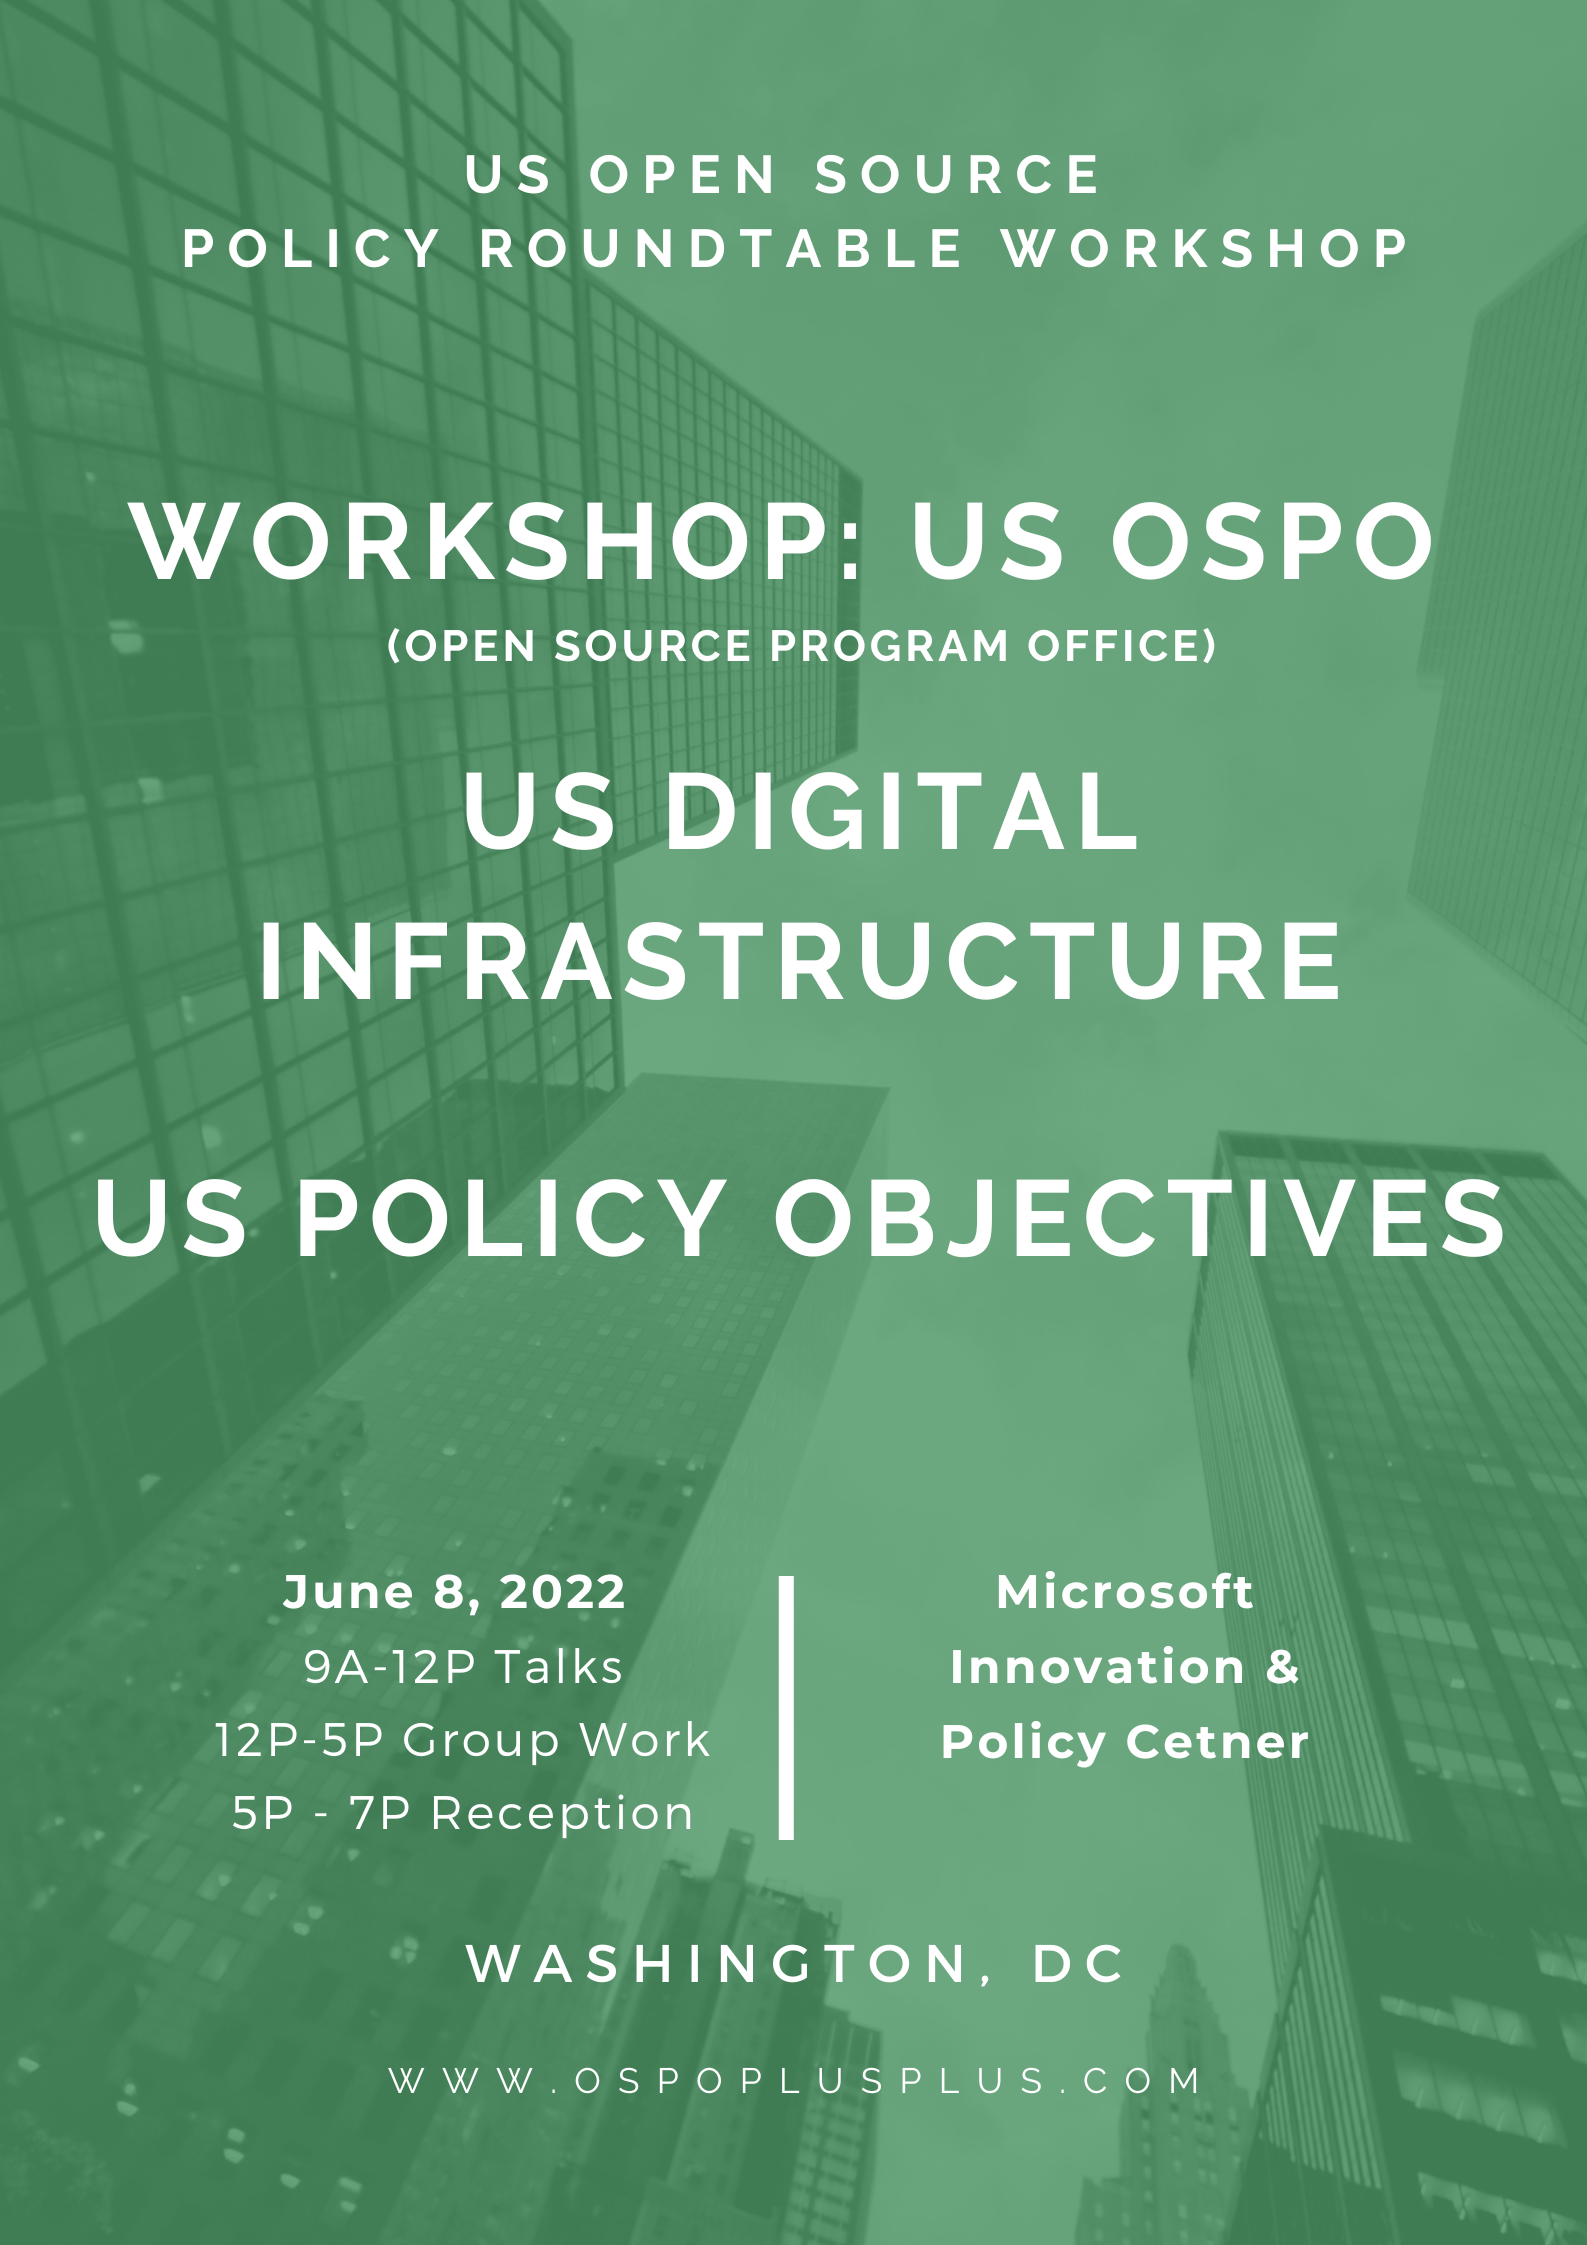 US OPEN SOURCE
POLICY ROUNDTABLE WORKSHOP
WORKSHOP: US OSPO
(OPEN SOURCE PROGRAM OFFICE)
US DIGITAL
INFRASTRUCTURE
US POLICY OBJECTIVES
June 8, 2022
9A-12P Talks
12P-5P Group Work
5P - 7P Reception
Microsoft
Innovation &
Policy Cetner
WASHINGTON, DC
WWW.OSPOPLUSPLUS.COM